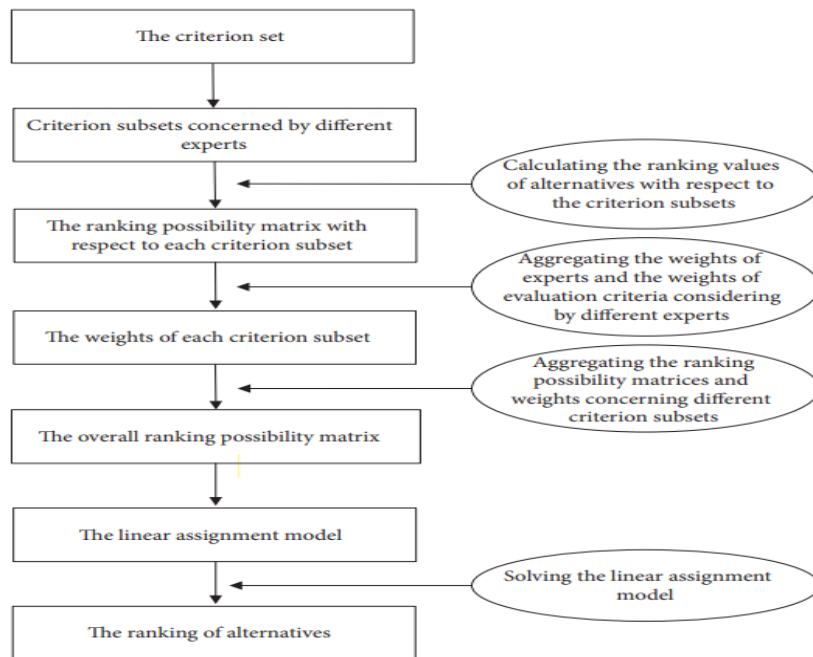 The criterion set
Criterion subsets concerned by different
experts
Calculating the ranking values
of alternatives with respect to
the criterion subsets
The ranking possibility matrix with
respect to each criterion subset
Aggregating the weights of
experts and the weights of
evaluation criteria considering
by different experts
The weights of each criterion subset
Aggregating the ranking
possibility matrices and
weights concerning different
criterion subsets
The overall ranking possibility matrix
The linear assignment model
Solving the linear assignment
model
The ranking of alternatives